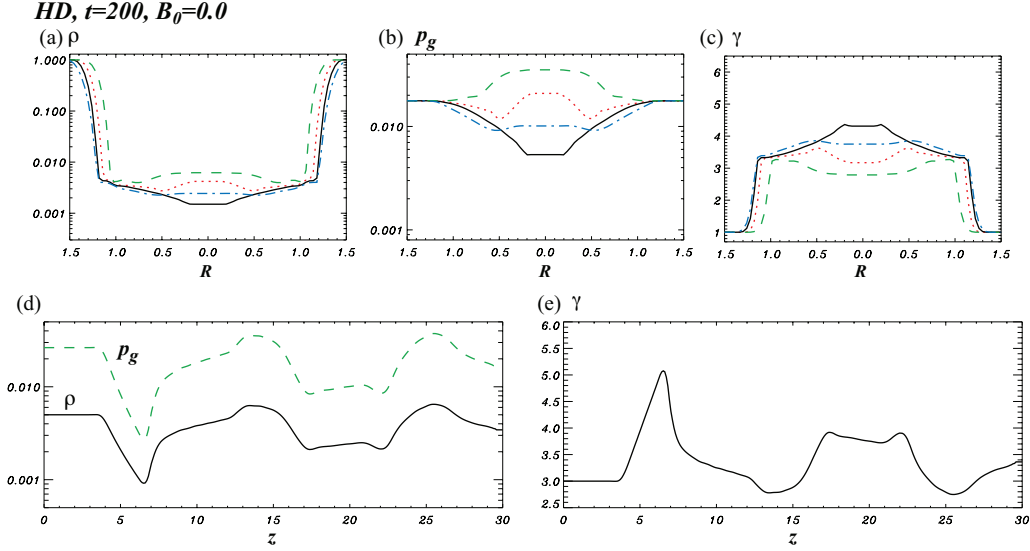 HD, t=200, B0=0.0
(a) ρ
(b) pg
(c) γ
1.000
0.100
0.010
0.001
1.5 1.0 0.5 0.0 0.5 1.0 1.5
R
0.010
0.001
1.5 1.0 0.5 0.0 0.5 1.0 1.5
R
6
5
4
3
2
1
1.5 1.0 0.5 0.0 0.5 1.0 1.5
R
(d)
(e) γ
pg
ρ
0.010
0.001
0 5 10 15 20 25 30
z
6.0
5.5
5.0
4.5
4.0
3.5
3.0
2.5
0 5 10 15 20 25 30
z